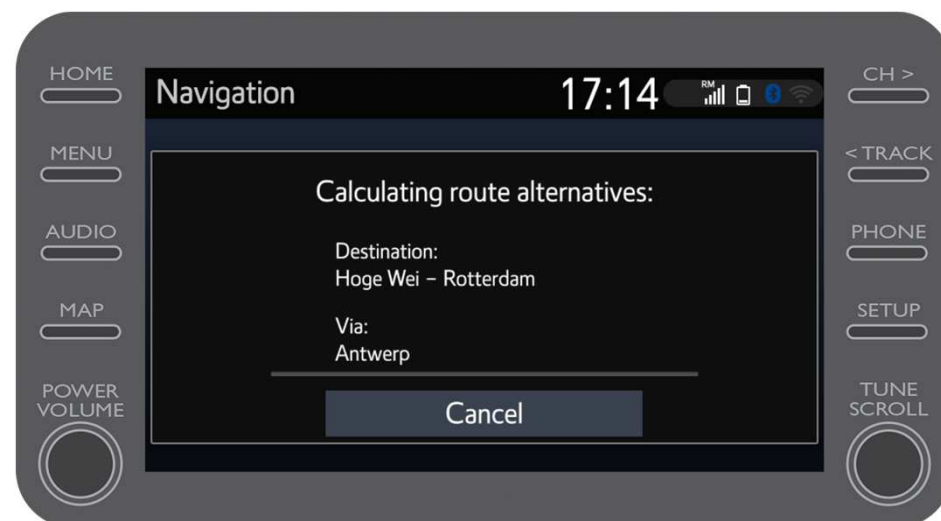 HOME
MENU
AUDIO
MAP
POWER
VOLUME
Navigation 17:14 RM
Calculating route alternatives:
Destination:
Hoge Wei – Rotterdam
Via:
Antwerp
Cancel
CH >
< TRACK
PHONE
SETUP
TUNE
SCROLL